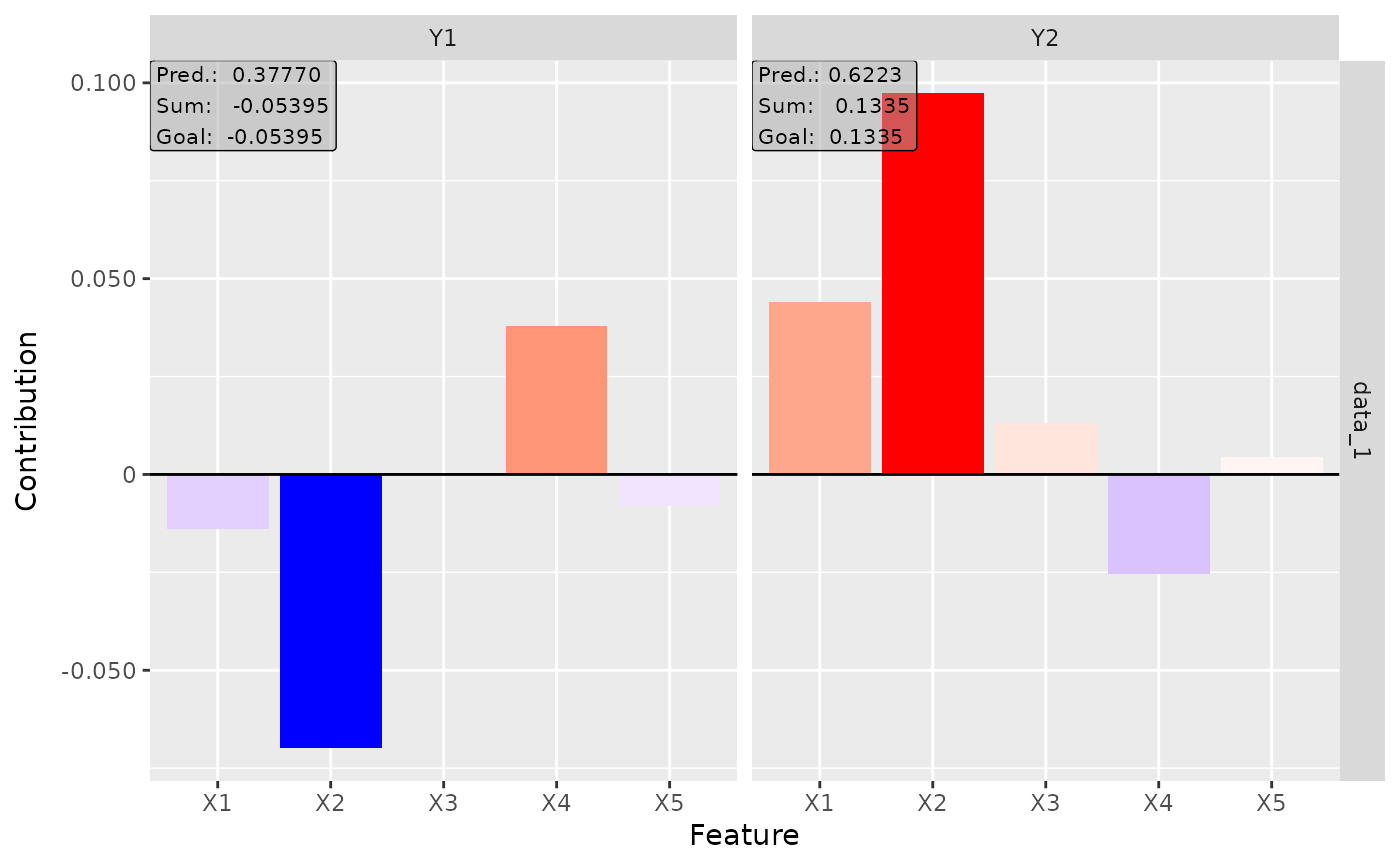 Y1
Y2
Pred.: 0.37770
Sum: -0.05395
Goal: -0.05395
Pred.: 0.6223
Sum: 0.1335
Goal: 0.1335
0.100
0.050
0
-0.050
Contribution
data_1
X1 X2 X3 X4 X5
X1 X2 X3 X4 X5
Feature